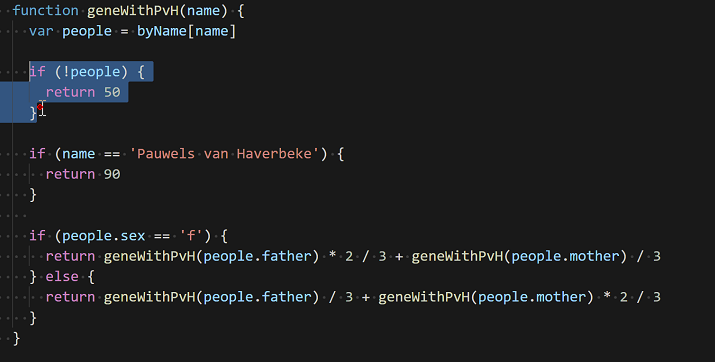 function geneWithPvH(name) {
var people = byName[name]
if (!people) {
return 50
}
if (name == 'Pauwels van Haverbeke') {
return 90
}
if (people.sex == 'f') {
return geneWithPvH(people.father) * 2 / 3 + geneWithPvH(people.mother) / 3
} else {
return geneWithPvH(people.father) / 3 + geneWithPvH(people.mother) * 2 / 3
}
}